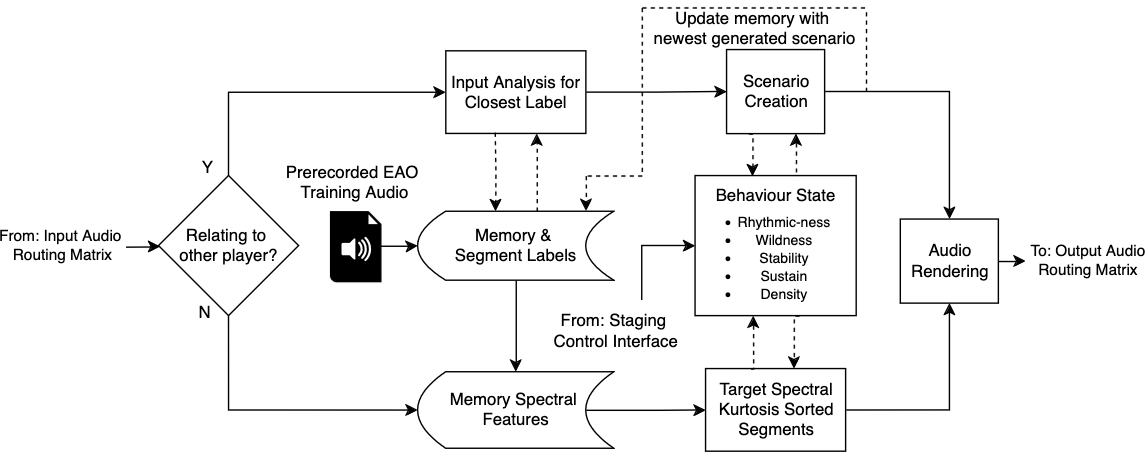 Update memory with
newest generated scenario
Input Analysis for
Closest Label
Scenario
Creation
Y
Prerecorded EAO
Training Audio
Behaviour State
• Rhythmic-ness
• Wildness
• Stability
• Sustain
• Density
From: Input Audio
Routing Matrix
Relating to
other player?
Memory &
Segment Labels
Audio
Rendering
To: Output Audio
Routing Matrix
N
From: Staging
Control Interface
Memory Spectral
Features
Target Spectral
Kurtosis Sorted
Segments